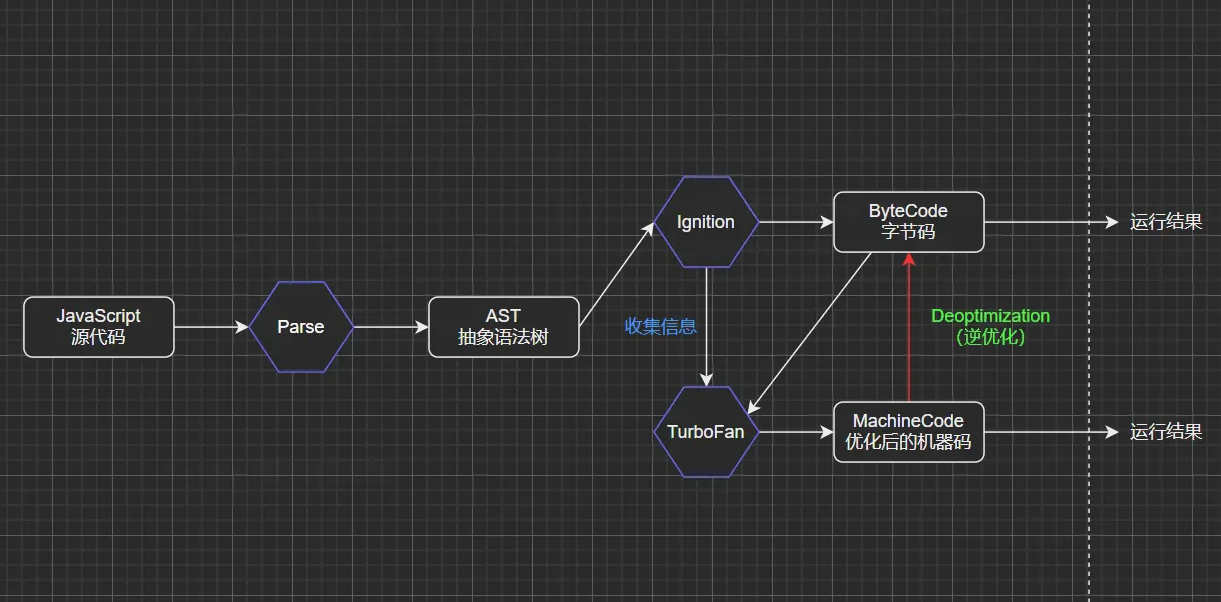 JavaScript
源代码
Parse
AST
抽象语法树
Ignition
ByteCode
字节码
运行结果
收集信息
Deoptimization
(逆优化)
TurboFan
MachineCode
优化后的机器码
运行结果